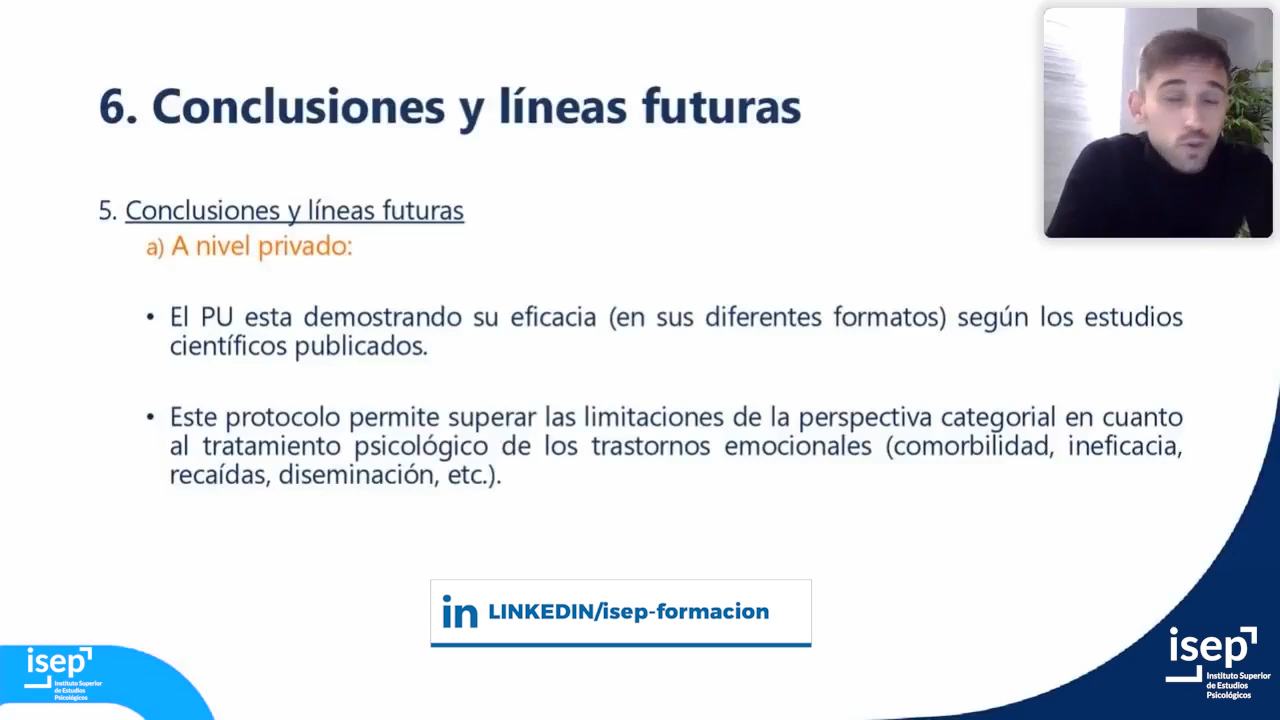 6. Conclusiones y líneas futuras
5. Conclusiones y líneas futuras
a) A nivel privado:
• El PU esta demostrando su eficacia (en sus diferentes formatos) según los estudios
científicos publicados.
• Este protocolo permite superar las limitaciones de la perspectiva categorial en cuanto
al tratamiento psicológico de los trastornos emocionales (comorbilidad, ineficacia,
recaídas, diseminación, etc.).
in LINKEDIN/isep-formacion
isep
Instituto Superior
de Estudios
Psicológicos
isep
Instituto Superior
de Estudios
Psicológicos